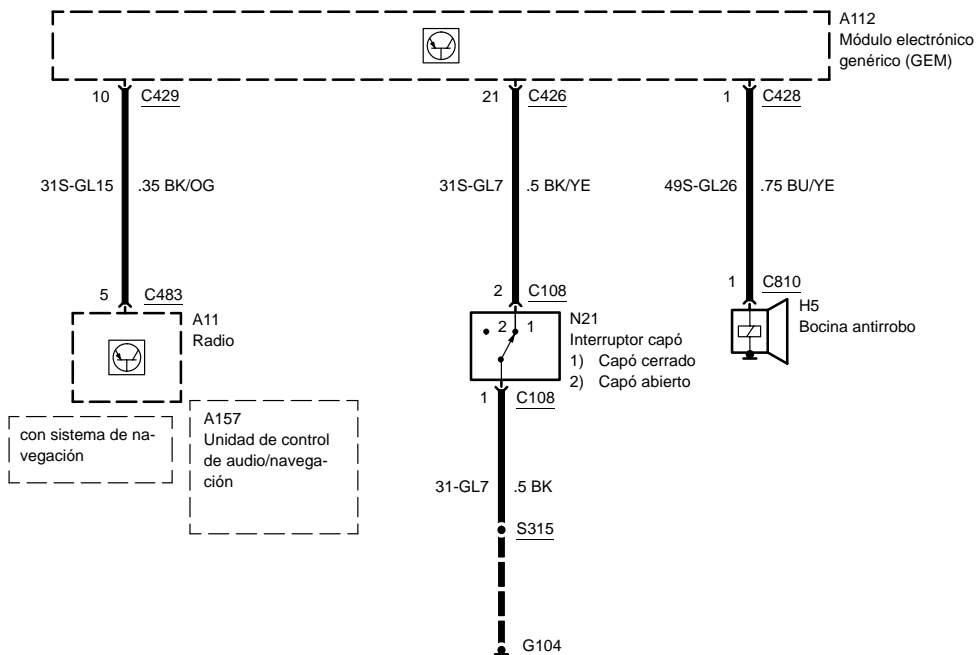 A112
Módulo electrónico
genérico (GEM)
10 C429
21 C426
1 C428
31S-GL15 .35 BK/OG
31S-GL7 .5 BK/YE
49S-GL26 .75 BU/YE
5 C483
2 C108
1 C810
A11
Radio
2 1
N21
Interruptor capó
1) Capó cerrado
2) Capó abierto
H5
Bocina antirrobo
1 C108
con sistema de na-
vegación
A157
Unidad de control
de audio/navega-
ción
31-GL7 .5 BK
S315
G104